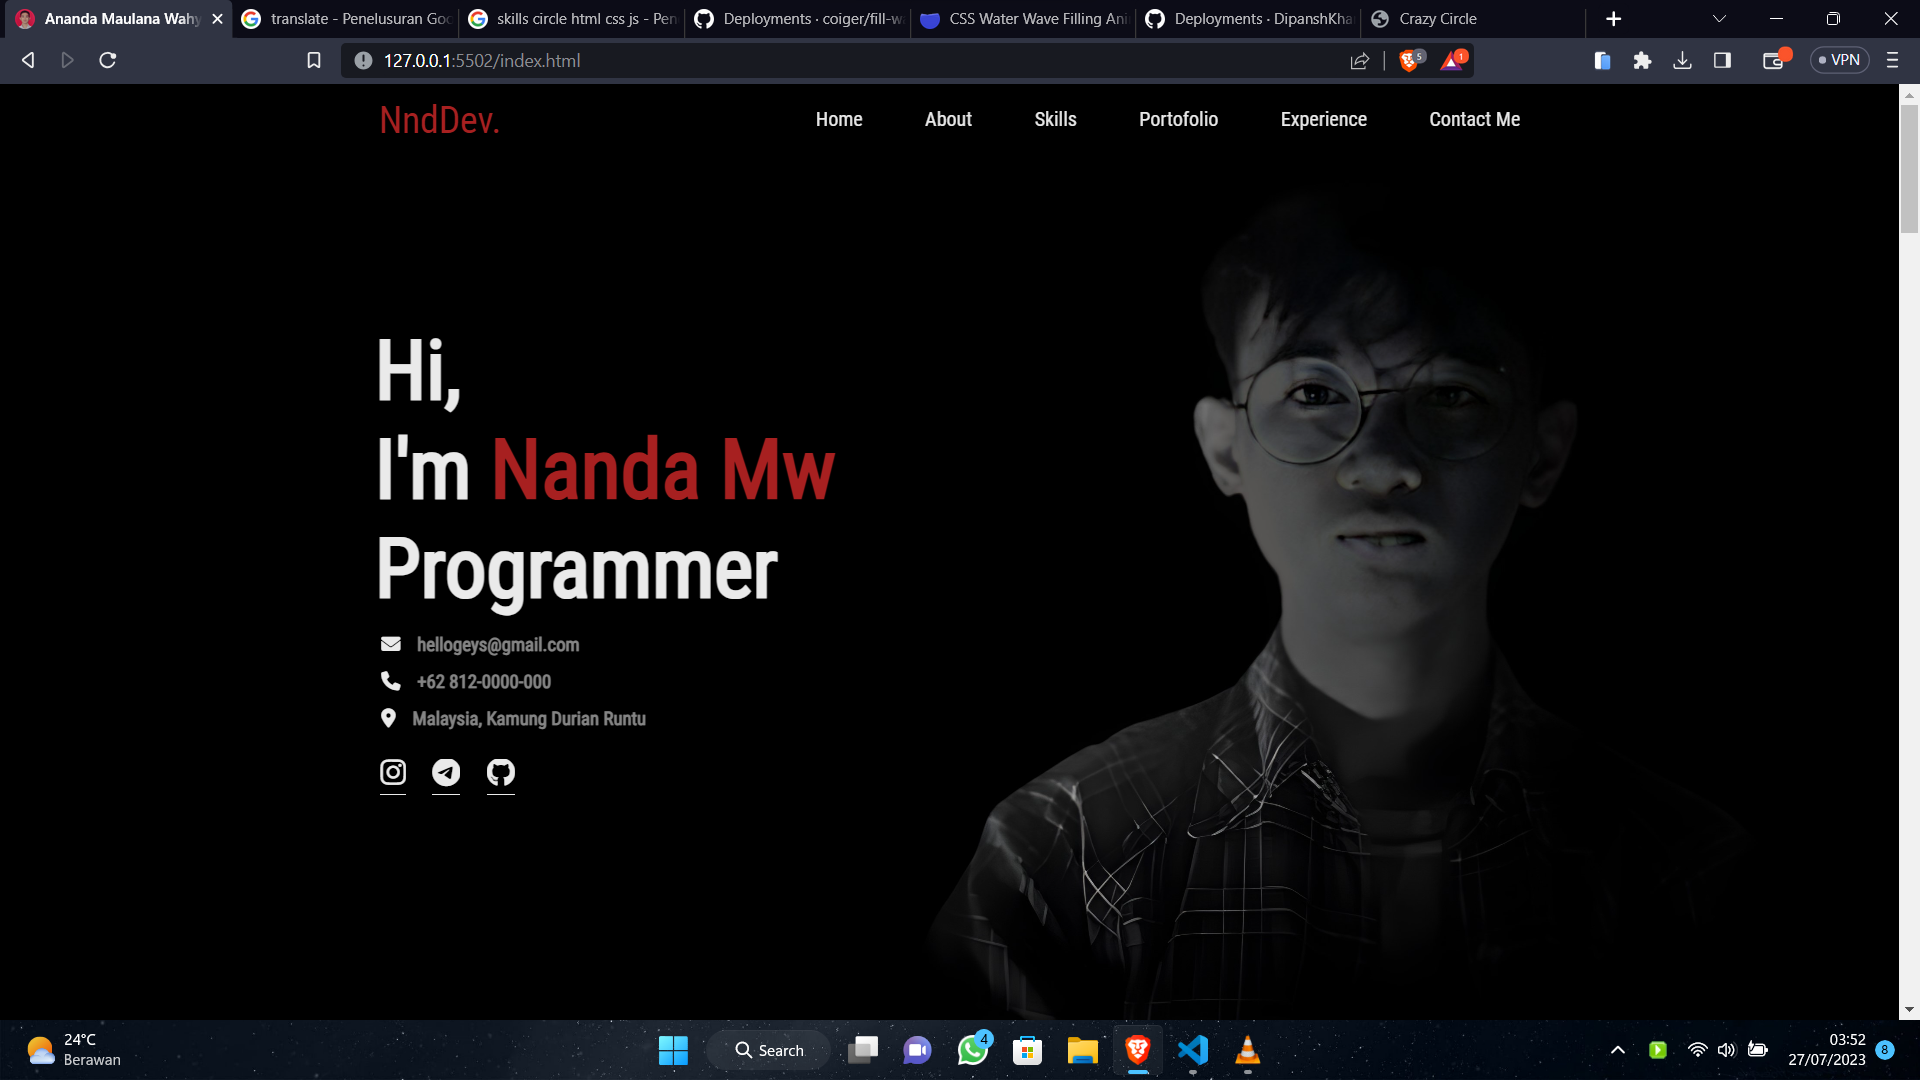 Ananda Maulana Wahy
translate - Penelusuran Goo
skills circle html css js - Pen
Deployments · coiger/fill-wa
CSS Water Wave Filling Ani
Deployments · DipanshKha
Crazy Circle
127.0.0.1:5502/index.html
5
1
VPN
NndDev.
Home
About
Skills
Portofolio
Experience
Contact Me
Hi,
I'm Nanda Mw
Programmer
hellogeys@gmail.com
+62 812-0000-000
Malaysia, Kamung Durian Runtu
24°C
Berawan
Search
4
03:52
27/07/2023
8